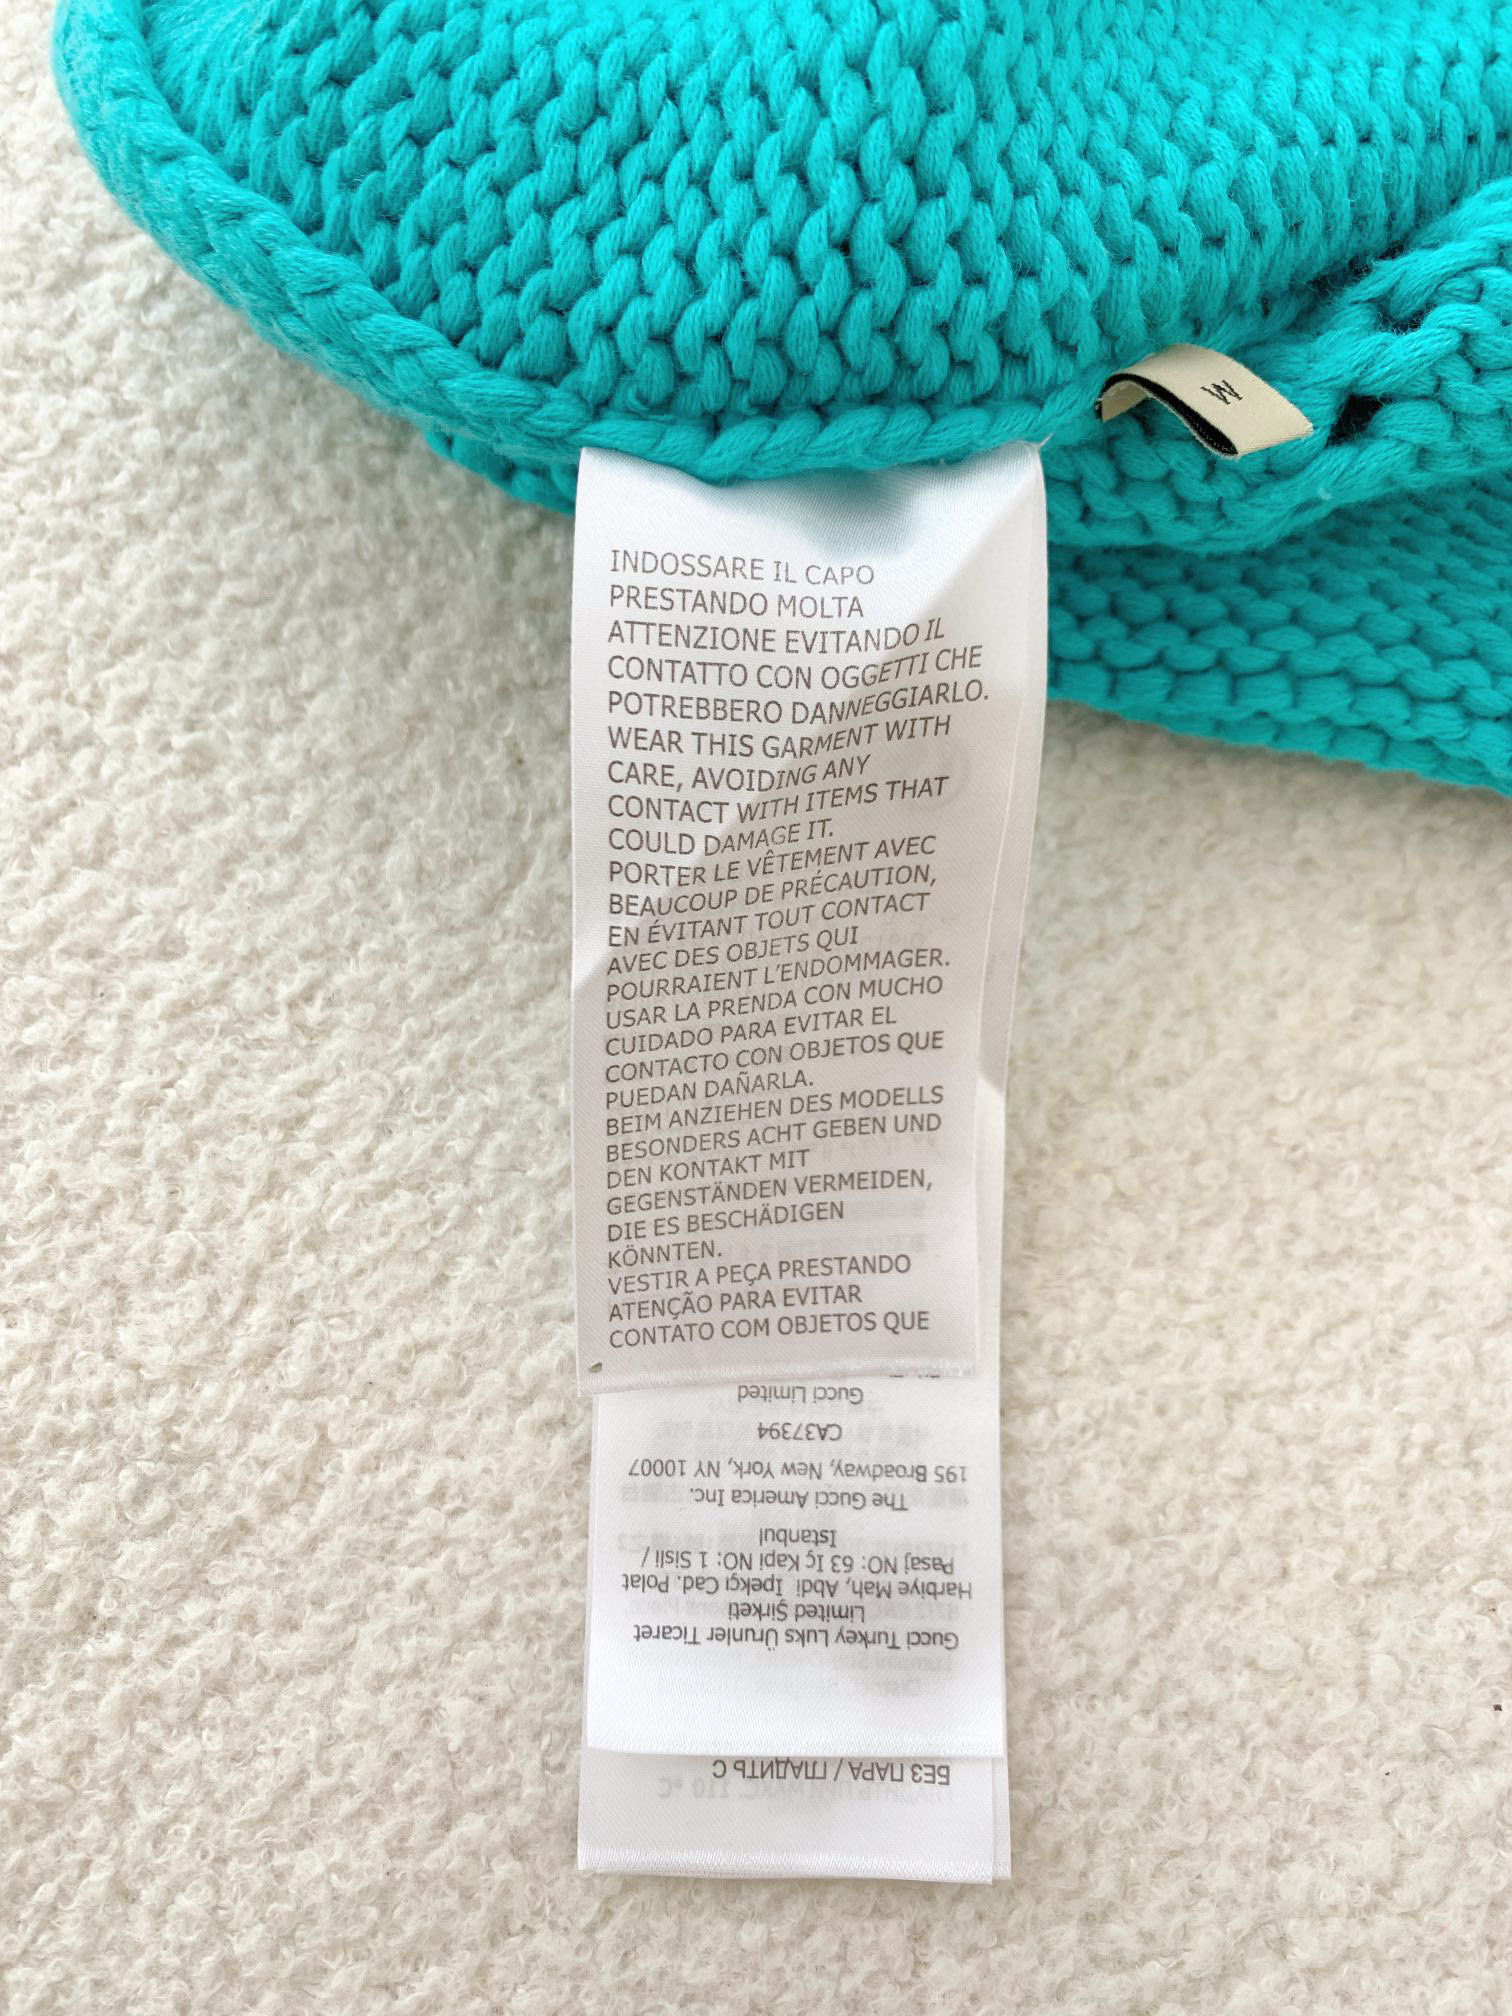 M
INDOSSARE IL CAPO
PRESTANDO MOLTA
ATTENZIONE EVITANDO IL
CONTATTO CON OGGETTI CHE
POTREBBERO DANNEGGIARLO.
WEAR THIS GARMENT WITH
CARE, AVOIDING ANY
CONTACT WITH ITEMS THAT
COULD DAMAGE IT.
PORTER LE VÊTEMENT AVEC
BEAUCOUP DE PRÉCAUTION,
EN ÉVITANT TOUT CONTACT
AVEC DES OBJETS QUI
POURRAIENT L'ENDOMMAGER.
USAR LA PRENDA CON MUCHO
CUIDADO PARA EVITAR EL
CONTACTO CON OBJETOS QUE
PUEDAN DAÑARLA.
BEIM ANZIEHEN DES MODELLS
BESONDERS ACHT GEBEN UND
DEN KONTAKT MIT
GEGENSTÄNDEN VERMEIDEN,
DIE ES BESCHÄDIGEN
KÖNNTEN.
VESTIR A PEÇA PRESTANDO
ATENÇÃO PARA EVITAR
CONTATO COM OBJETOS QUE
Gucci Turkey Luks Ürunler Ticaret
Limited Şirketi
Harbiye Mah, Abdi Ipekçi Cad. Polat
Pasaj NO: 63 Iç Kapi NO: 1 Sisli /
Istanbul
The Gucci America Inc.
195 Broadway, New York, NY 10007
CA37394
Gucci Limited
БЕЗ ПАРА / ГЛАДИТЬ С